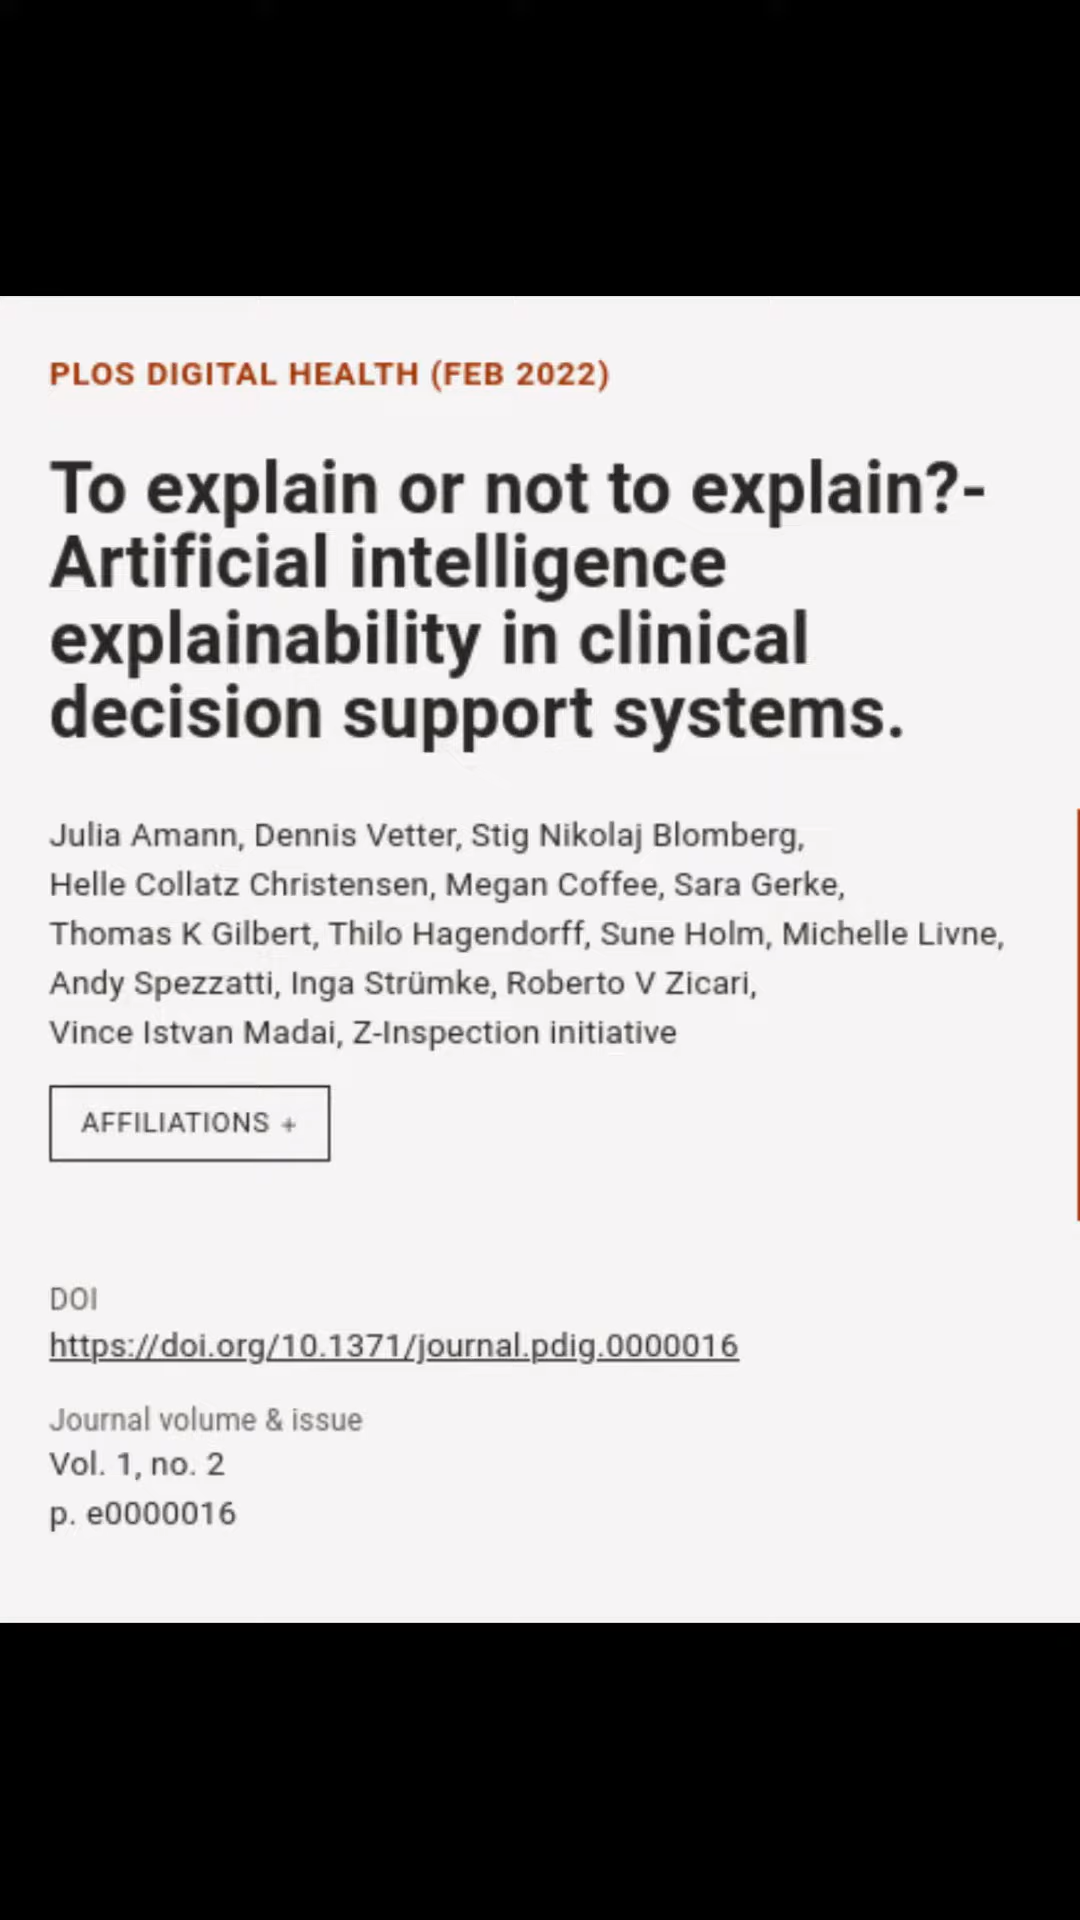 PLOS DIGITAL HEALTH (FEB 2022)
To explain or not to explain?-
Artificial intelligence
explainability in clinical
decision support systems.
Julia Amann, Dennis Vetter, Stig Nikolaj Blomberg,
Helle Collatz Christensen, Megan Coffee, Sara Gerke,
Thomas K Gilbert, Thilo Hagendorff, Sune Holm, Michelle Livne,
Andy Spezzatti, Inga Strümke, Roberto V Zicari,
Vince Istvan Madai, Z-Inspection initiative
AFFILIATIONS +
DOI
https://doi.org/10.1371/journal.pdig.0000016
Journal volume & issue
Vol. 1, no. 2
p. e0000016